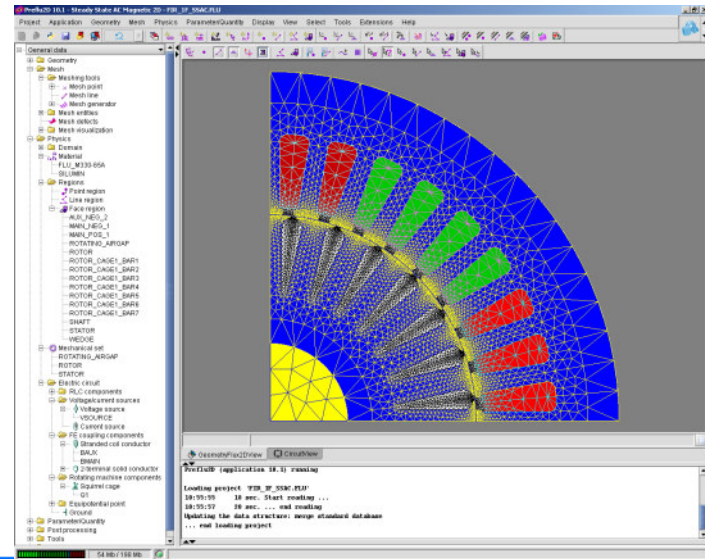 Preflu2D 10.1 - Steady State AC Magnetic 2D - FIR_IF_SSAC.FLU
Project Application Geometry Mesh Physics Parameter/Quantity Display View Select Tools Extensions Help
General data
Geometry
Mesh
Meshing tools
Mesh point
Mesh line
Mesh generator
Mesh entities
Mesh defects
Mesh visualization
Physics
Domain
Material
FLU_M330-65A
SILUMIN
Regions
Point region
Line region
Face region
AUX_NEG_2
MAIN_NEG_1
MAIN_POS_1
ROTATING_AIRGAP
ROTOR
ROTOR_CAGE1_BAR1
ROTOR_CAGE1_BAR2
ROTOR_CAGE1_BAR3
ROTOR_CAGE1_BAR4
ROTOR_CAGE1_BAR5
ROTOR_CAGE1_BAR6
ROTOR_CAGE1_BAR7
SHAFT
STATOR
WEDGE
Mechanical set
ROTATING_AIRGAP
ROTOR
STATOR
Electric circuit
RLC components
Voltage/current sources
Voltage source
VSOURCE
Current source
FE coupling components
Stranded coil conductor
BAUX
BMAIN
2-terminal solid conductor
Rotating machine components
Squirrel cage
Q1
Equipotential point
Ground
Parameter/Quantity
Postprocessing
Tools
GeometryFlux2DView CircuitView
Preflu2D (application 10.1) running
Loading project 'FIR_IF_SSAC.FLU'
10:55:55 10 sec. Start reading ...
10:55:57 20 sec. ... end reading
Updating the data structure: merge standard database
... end loading project
54 Mb / 168 Mb